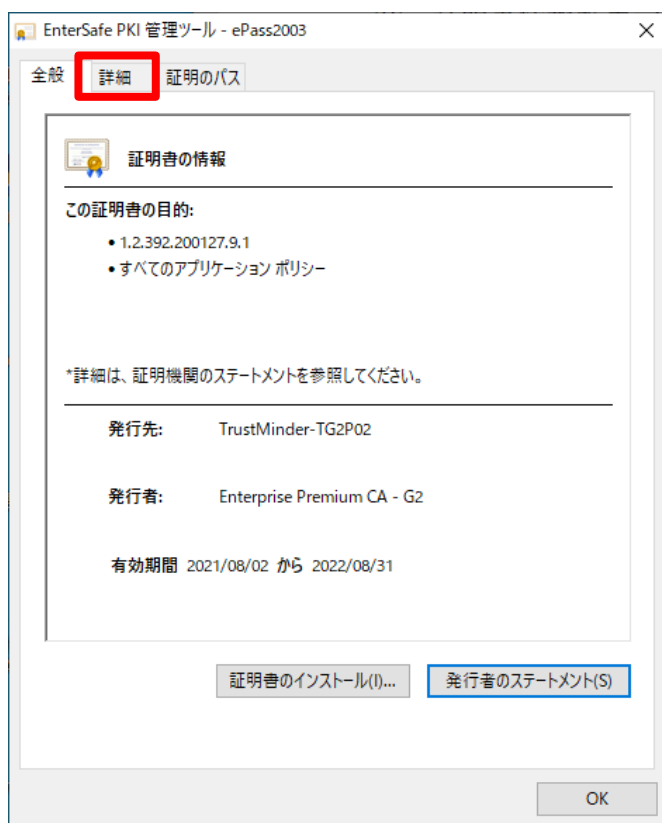 EnterSafe PKI 管理ツール - ePass2003
全般 詳細 証明のパス
証明書の情報
この証明書の目的:
• 1.2.392.200127.9.1
• すべてのアプリケーション ポリシー
*詳細は、証明機関のステートメントを参照してください。
発行先: TrustMinder-TG2P02
発行者: Enterprise Premium CA - G2
有効期間 2021/08/02 から 2022/08/31
証明書のインストール(I)... 発行者のステートメント(S)
OK